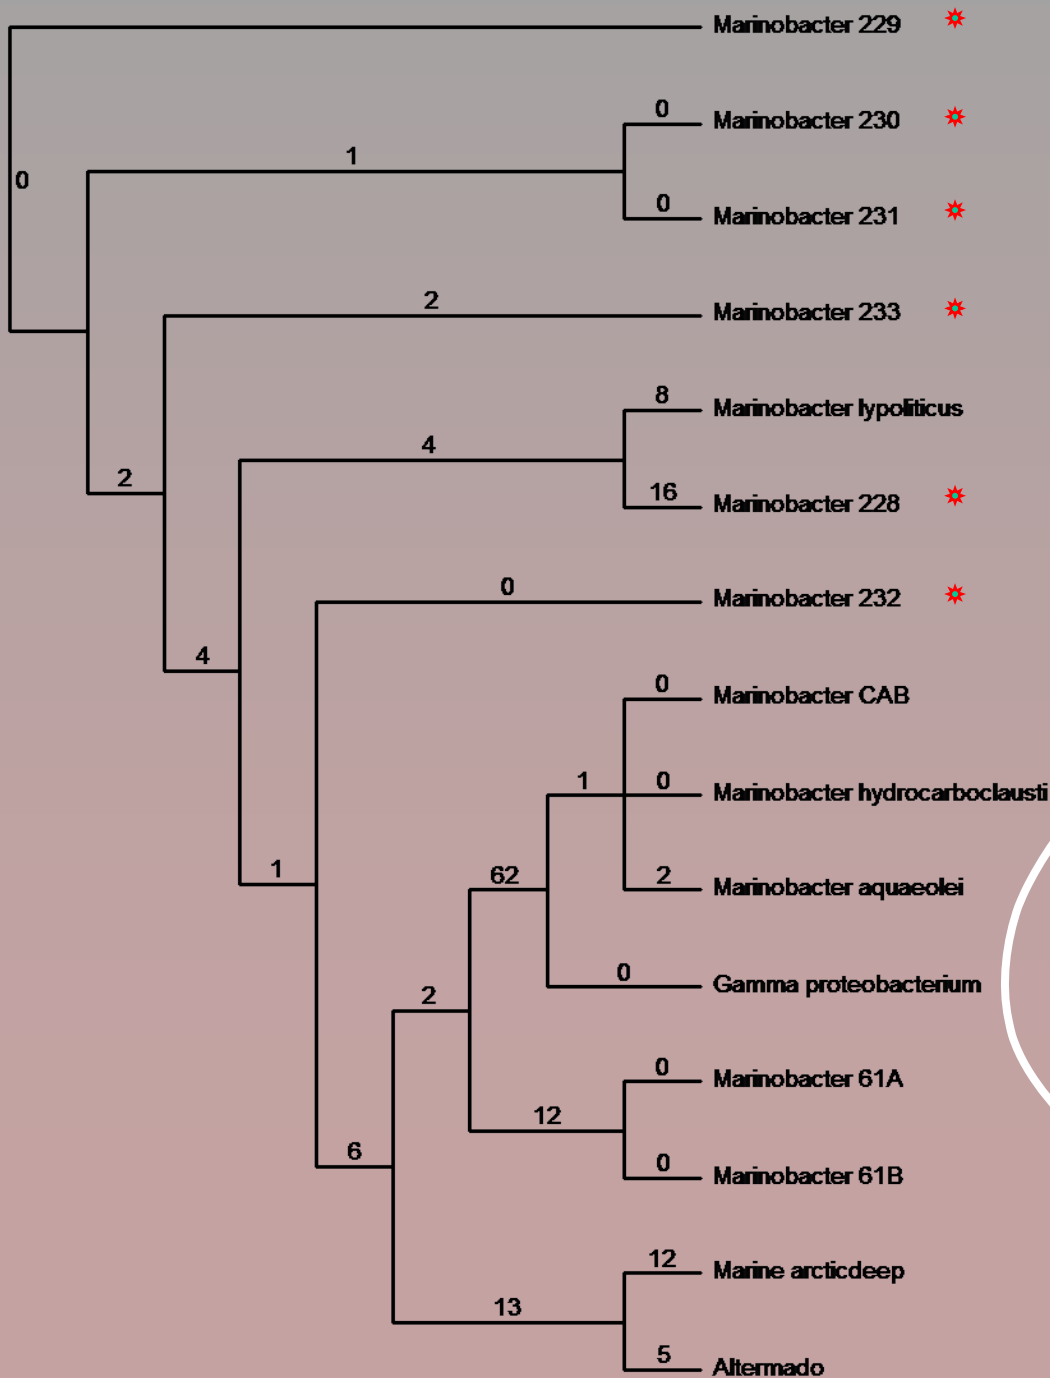 Marinobacter 229
0
Marinobacter 230
1
0
0
Marinobacter 231
2
Marinobacter 233
8
Marinobacter lypoliticus
4
2
16
Marinobacter 228
0
Marinobacter 232
4
0
Marinobacter CAB
1
0
Marinobacter hydrocarboclausti
1
62
2
Marinobacter aquaeolei
0
Gamma proteobacterium
2
0
Marinobacter 61A
12
6
0
Marinobacter 61B
12
Marine arcticdeep
13
5
Altermado